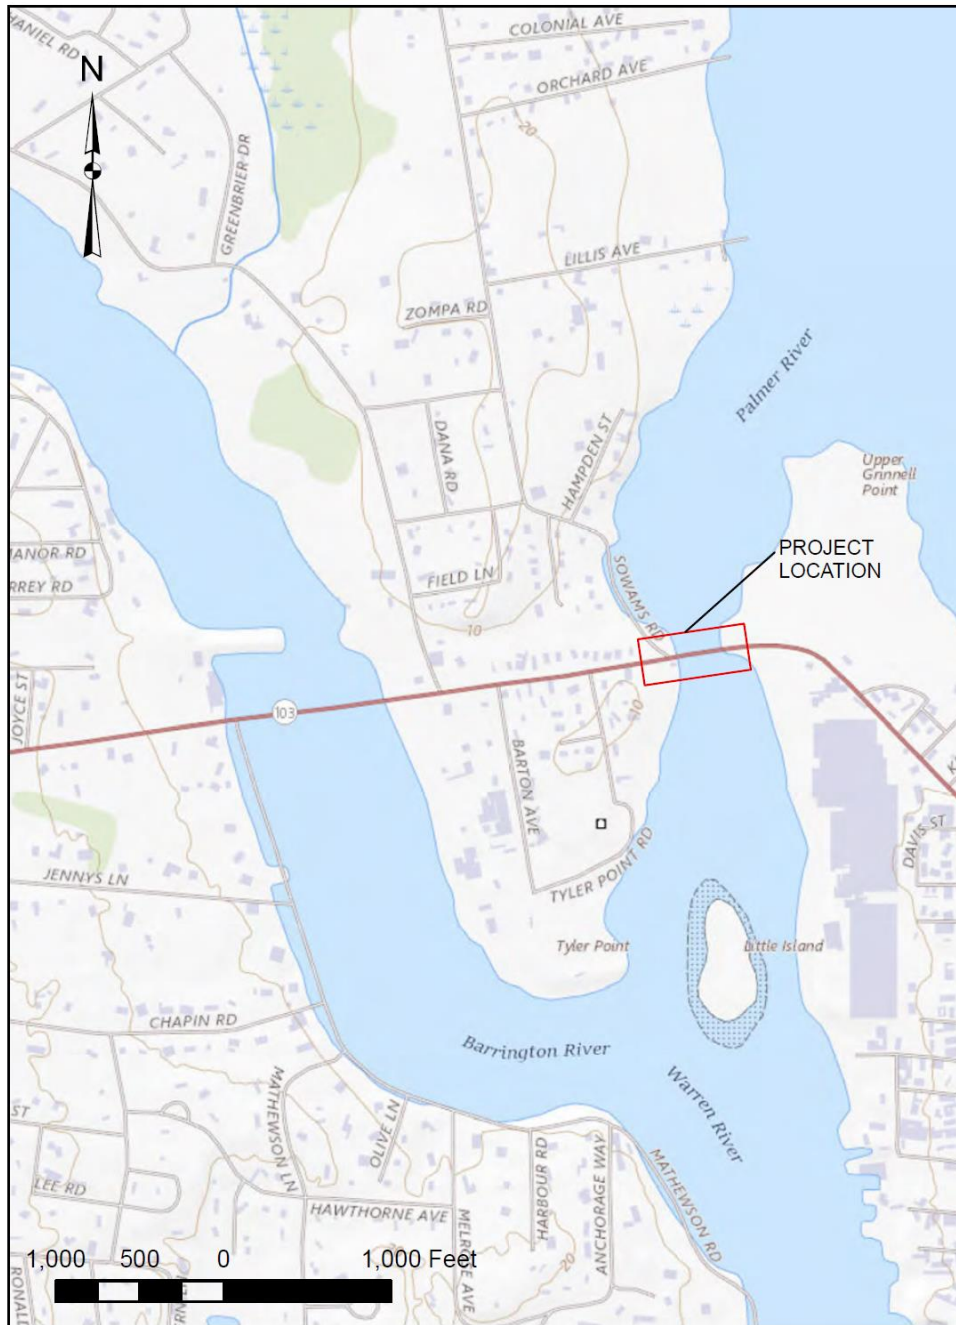 COLONIAL AVE
ORCHARD AVE
N
20
GREENBRIER DR
LILLIS AVE
ZOMPA RD
Palmer River
DANA RD
HAMPDEN ST
Upper
Grinnell
Point
MANOR RD
PROJECT
LOCATION
FIELD LN
SOWAMS RD
10
JOYCE ST
103
10
BARTON AVE
DAVIS ST
JENNYS LN
TYLER POINT RD
Tyler Point
Little Island
CHAPIN RD
Barrington River
Warren River
MATHEWSON LN
OLIVE LN
ST
HARBOUR RD
ANCHORAGE WAY
MATHEWSON RD
LEE RD
HAWTHORNE AVE
MELROSE AVE
20
1,000 500 0 1,000 Feet